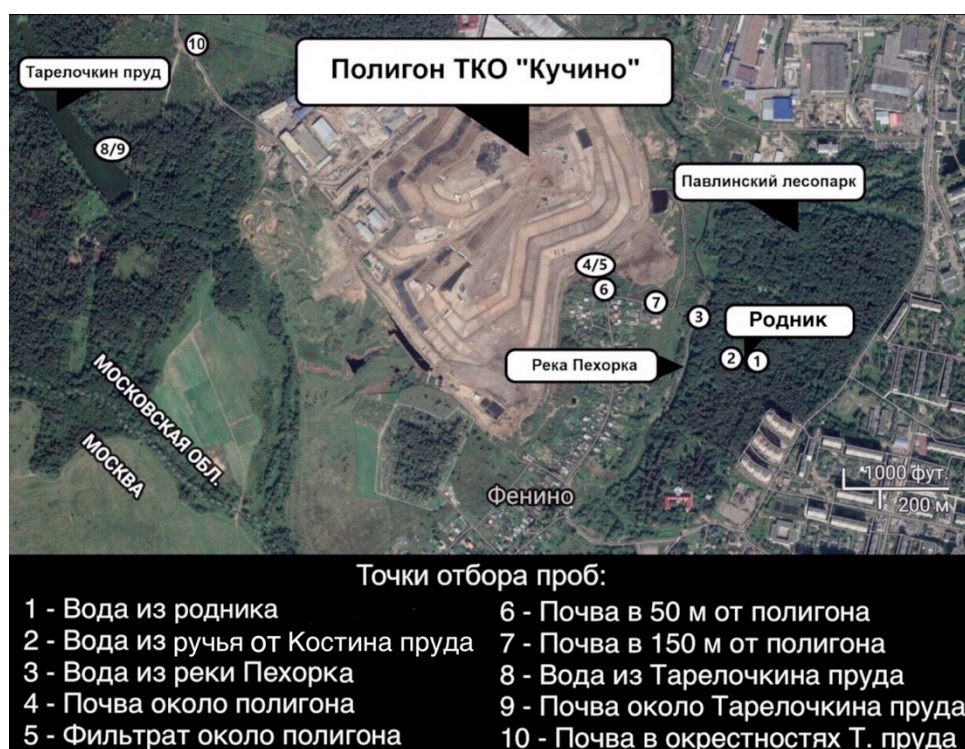 10
Полигон ТКО "Кучино"
Тарелочкин пруд
8/9
Павлинский лесопарк
4/5
6
7
3
Родник
Река Пехорка
2
1
МОСКОВСКАЯ ОБЛ.
МОСКВА
1000 фут.
200 м
Фенино
Точки отбора проб:
1 - Вода из родника
2 - Вода из ручья от Костина пруда
3 - Вода из реки Пехорка
4 - Почва около полигона
5 - Фильтрат около полигона
6 - Почва в 50 м от полигона
7 - Почва в 150 м от полигона
8 - Вода из Тарелочкина пруда
9 - Почва около Тарелочкина пруда
10 - Почва в окрестностях Т. пруда